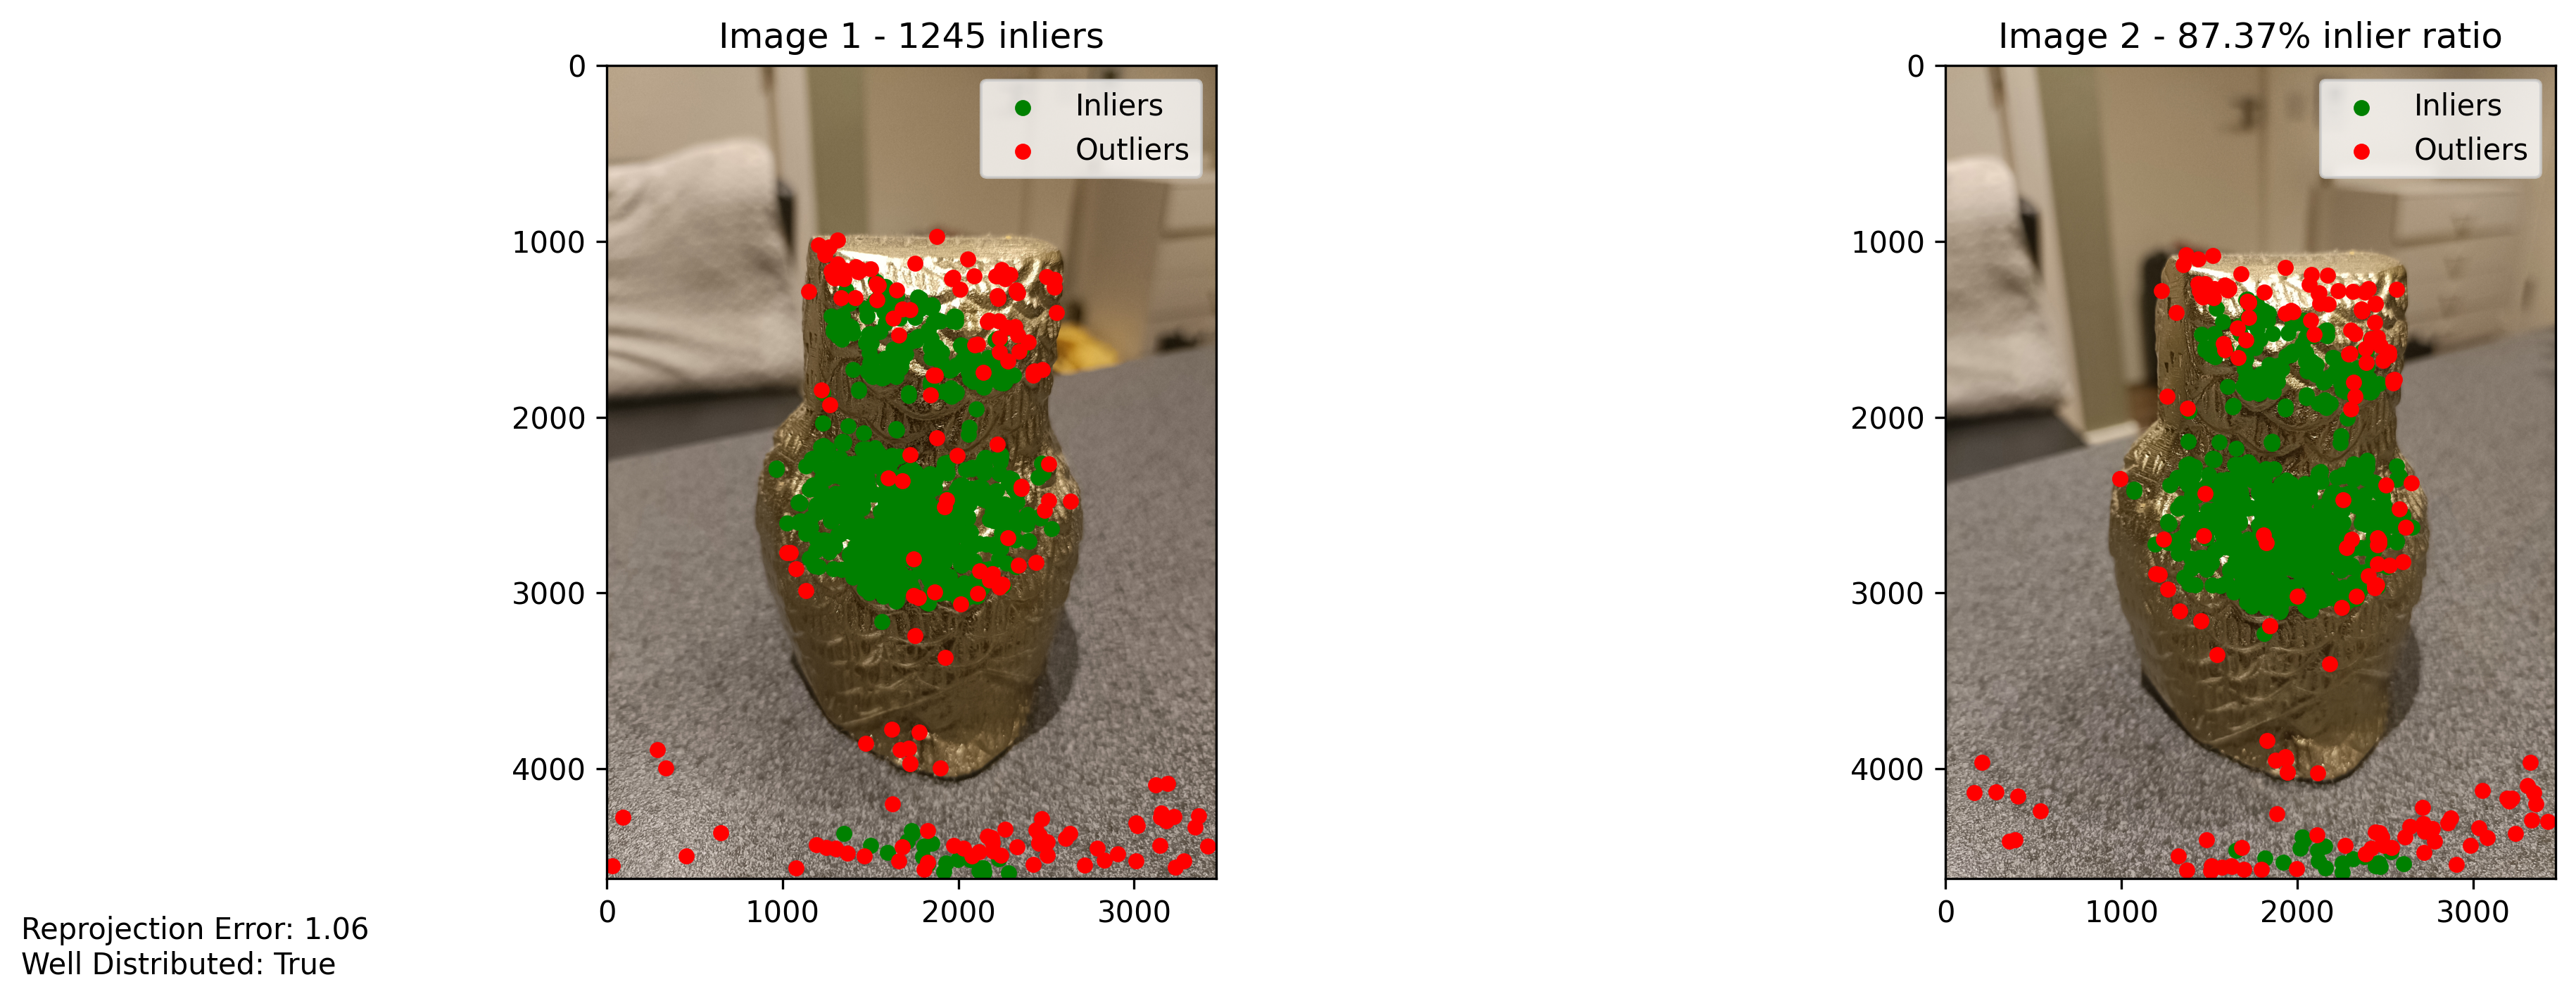 Image 1 - 1245 inliers
Image 2 - 87.37% inlier ratio
Inliers
Outliers
Inliers
Outliers
0
1000
2000
3000
4000
0
1000
2000
3000
0
1000
2000
3000
4000
0
1000
2000
3000
Reprojection Error: 1.06
Well Distributed: True